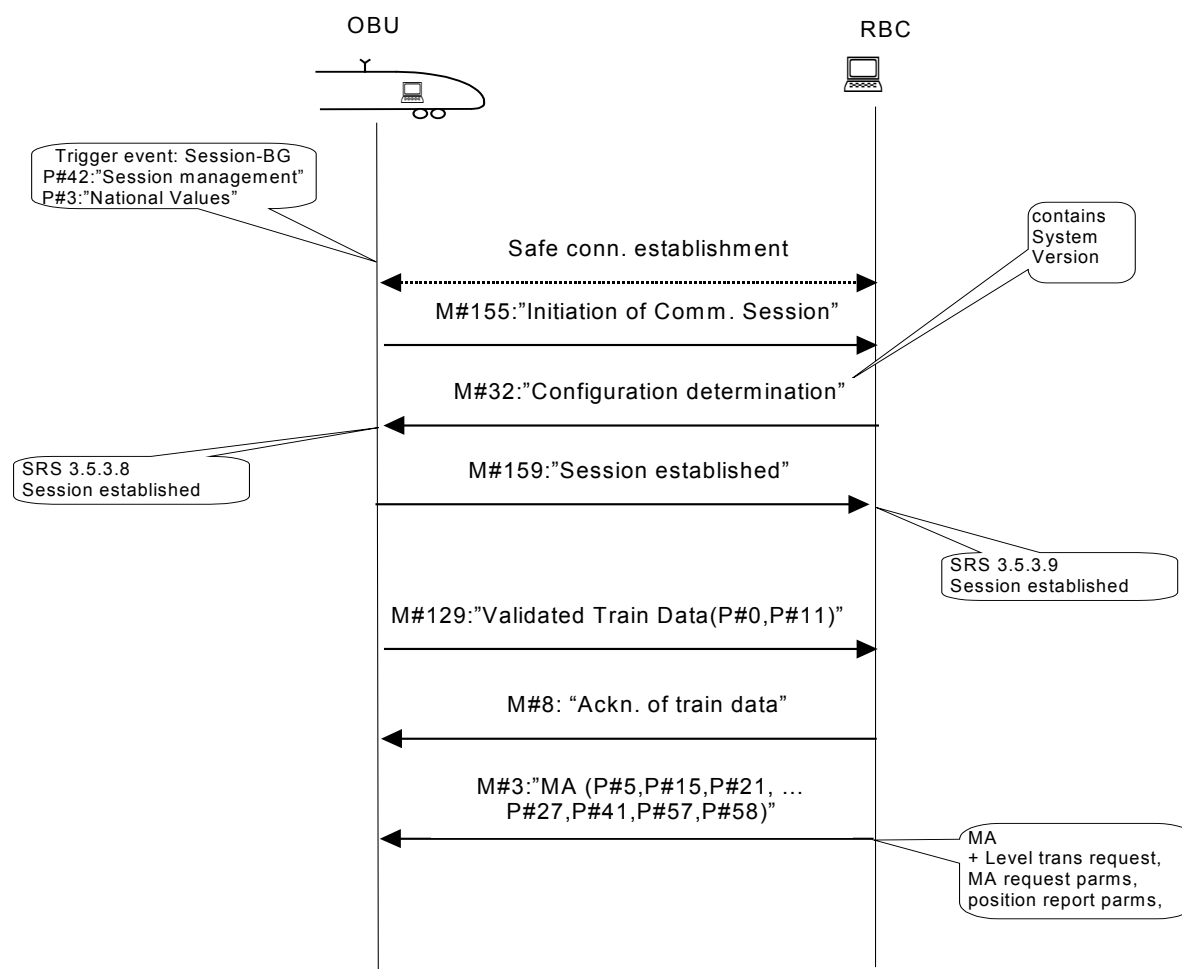 OBU
RBC
Trigger event: Session-BG
P#42:”Session management”
P#3:”National Values”
contains
System
Version
Safe conn. establishment
M#155:”Initiation of Comm. Session”
M#32:”Configuration determination”
SRS 3.5.3.8
Session established
M#159:”Session established”
SRS 3.5.3.9
Session established
M#129:”Validated Train Data(P#0,P#11)”
M#8: “Ackn. of train data”
M#3:”MA (P#5,P#15,P#21, ...
P#27,P#41,P#57,P#58)”
MA
+ Level trans request,
MA request parms,
position report parms,